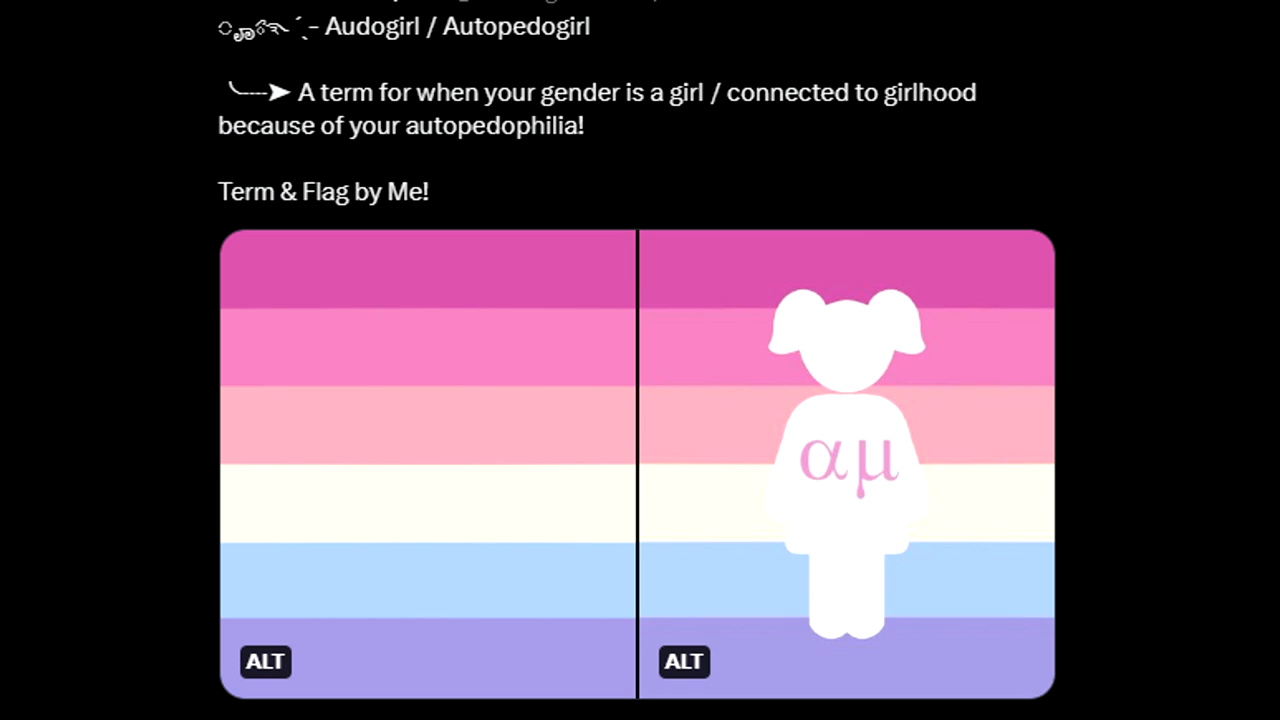 - Audogirl / Autopedogirl
A term for when your gender is a girl / connected to girlhood
because of your autopedophilia!
Term & Flag by Me!
αμ
ALT
ALT